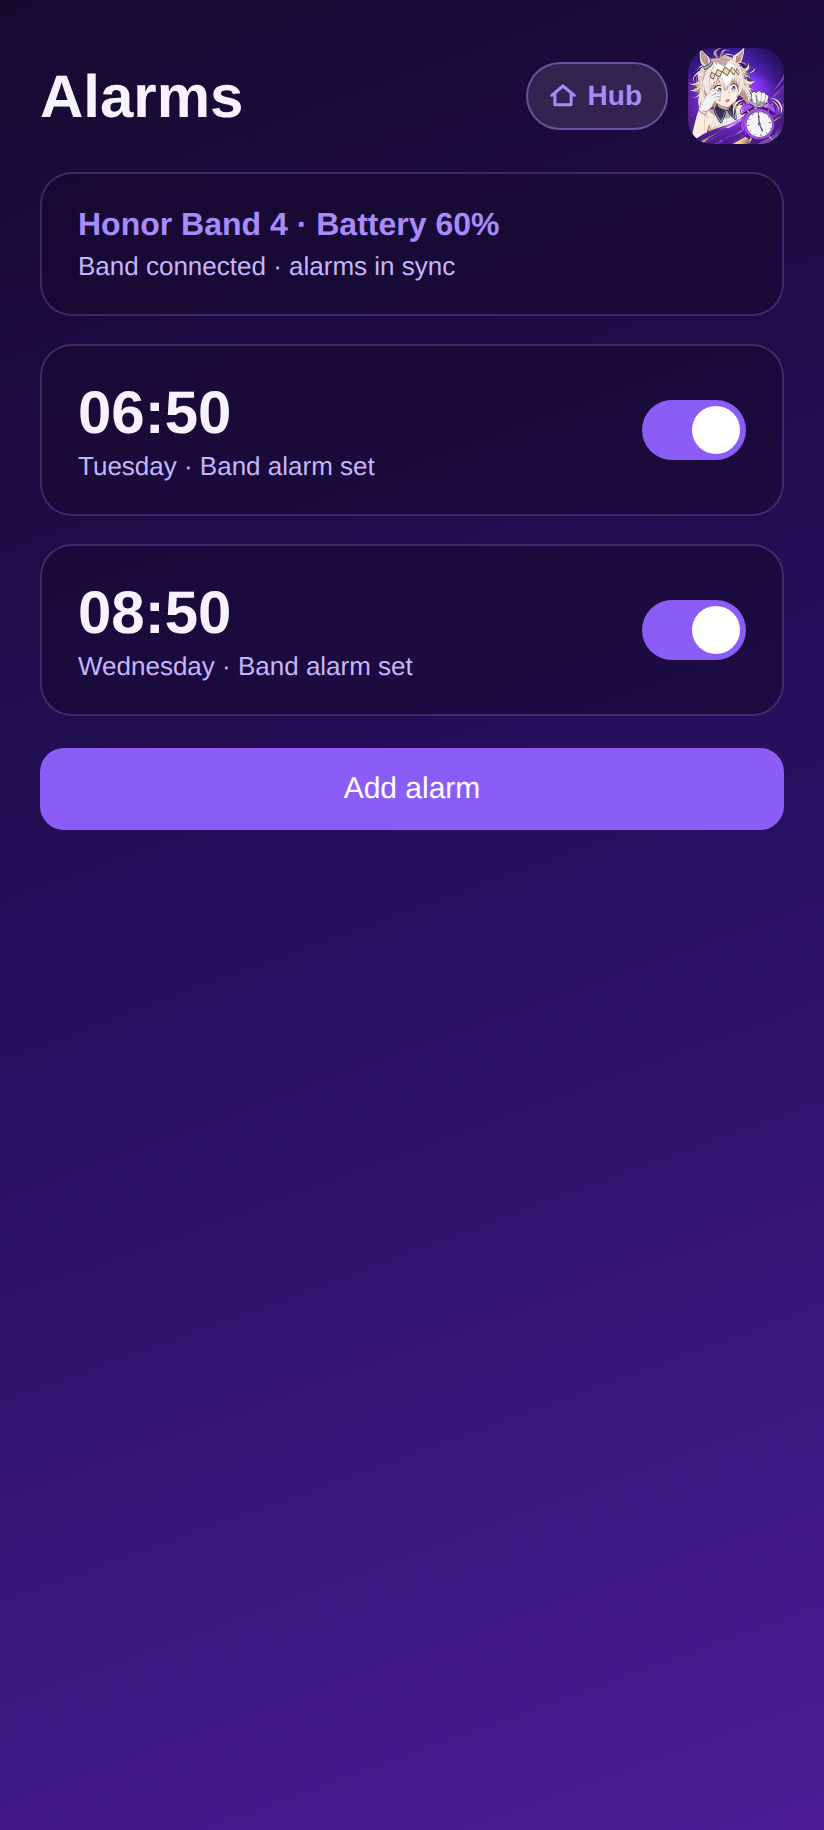 Alarms
Hub
Honor Band 4 · Battery 60%
Band connected · alarms in sync
06:50
Tuesday · Band alarm set
08:50
Wednesday · Band alarm set
Add alarm